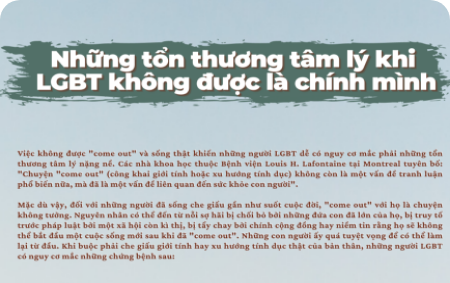 Những tổn thương tâm lý khi
LGBT không được là chính mình
Việc không được "come out" và sống thật khiến những người LGBT dễ có nguy cơ mắc phải những tổn
thương tâm lý nặng nề. Các nhà khoa học thuộc Bệnh viện Louis H. Lafontaine tại Montreal tuyên bố:
"Chuyện "come out" (công khai giới tính hoặc xu hướng tính dục) không còn là một vấn đề tranh luận
phổ biến nữa, mà đã là một vấn đề liên quan đến sức khỏe con người".
Mặc dù vậy, đối với những người đã sống che giấu gần như suốt cuộc đời, "come out" với họ là chuyện
không tưởng. Nguyên nhân có thể đến từ nỗi sợ hãi bị chối bỏ bởi những đứa con đã lớn của họ, bị truy tố
trước pháp luật bởi một xã hội còn kì thị, bị tẩy chay bởi chính cộng đồng hay niềm tin rằng họ sẽ không
thể bắt đầu một cuộc sống mới sau khi đã "come out". Những con người ấy quá tuyệt vọng để có thể làm
lại từ đầu. Khi buộc phải che giấu giới tính hay xu hướng tính dục thật của bản thân, những người LGBT
có nguy cơ mắc những chứng bệnh sau: